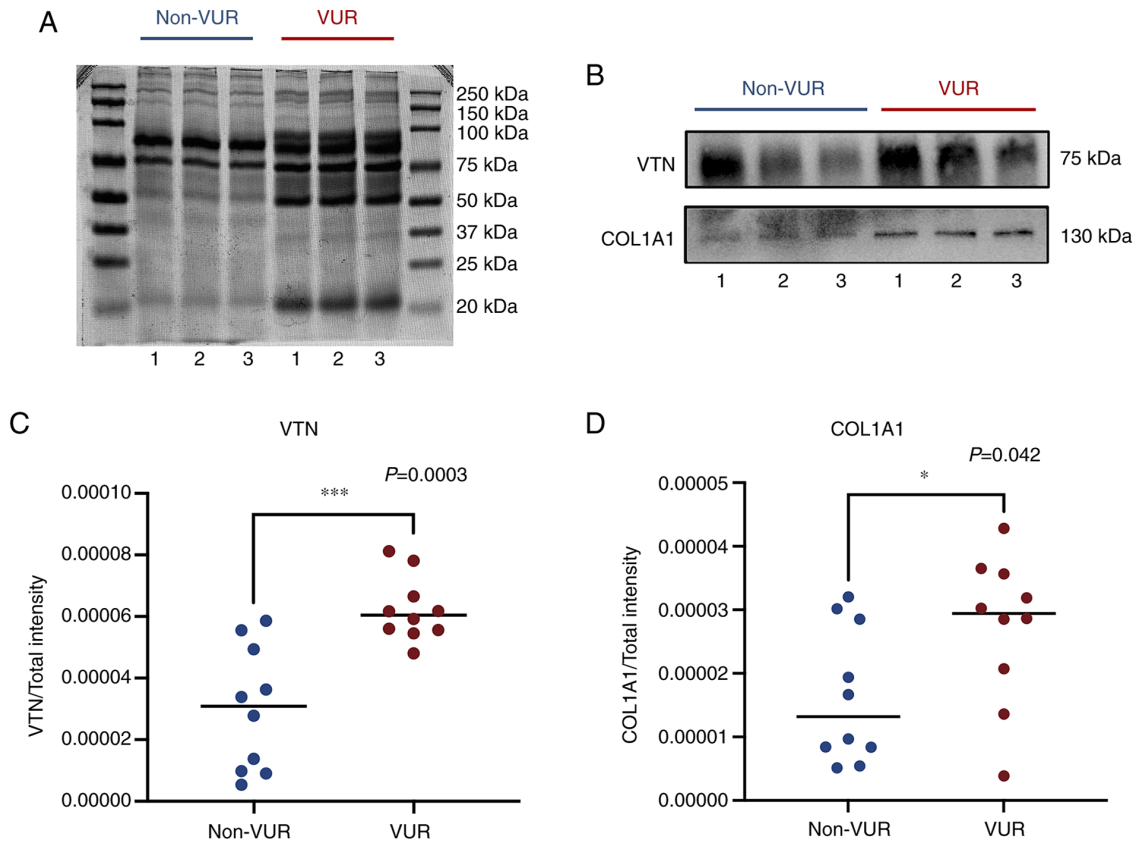 A
Non-VUR VUR
250 kDa
150 kDa
100 kDa
75 kDa
50 kDa
37 kDa
25 kDa
20 kDa
1 2 3 1 2 3
B
Non-VUR VUR
VTN 75 kDa
COL1A1 130 kDa
1 2 3 1 2 3
C
VTN
P=0.0003
***
0.00010
0.00008
0.00006
0.00004
0.00002
0.00000
VTN/Total intensity
Non-VUR VUR
D
COL1A1
P=0.042
*
0.00005
0.00004
0.00003
0.00002
0.00001
0.00000
COL1A1/Total intensity
Non-VUR VUR